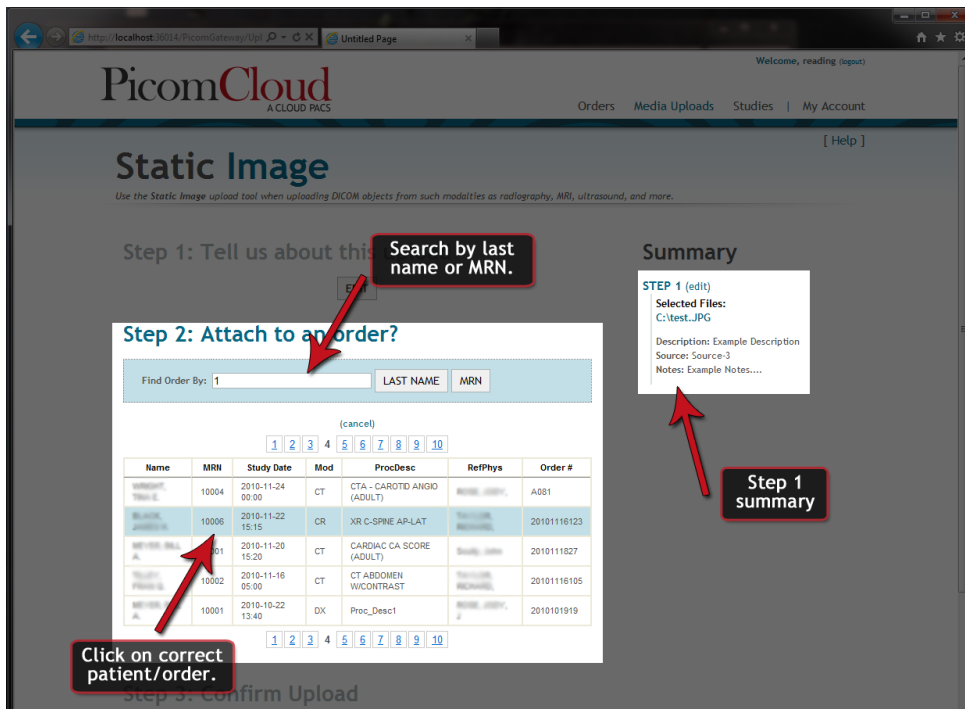 http://localhost:36014/PicomGateway/Upl
Untitled Page
Welcome, reading (logout)
PicomCloud
A CLOUD PACS
Orders Media Uploads Studies | My Account
[ Help ]
Static Image
Use the Static Image upload tool when uploading DICOM objects from such modalties as radiography, MRI, ultrasound, and more.
Step 1: Tell us about this
Search by last
name or MRN.
Summary
STEP 1 (edit)
Selected Files:
C:\test.JPG
Description: Example Description
Source: Source-3
Notes: Example Notes....
Step 1
summary
Step 2: Attach to an order?
Find Order By: 1 LAST NAME MRN
(cancel)
1 2 3 4 5 6 7 8 9 10
Name MRN Study Date Mod ProcDesc RefPhys Order #
10004 2010-11-24 00:00 CT CTA - CAROTID ANGIO (ADULT) A081
10006 2010-11-22 15:15 CR XR C-SPINE AP-LAT 20101116123
2010-11-20 15:20 CT CARDIAC CA SCORE (ADULT) 2010111827
10002 2010-11-16 05:00 CT CT ABDOMEN W/CONTRAST 20101116105
10001 2010-10-22 13:40 DX Proc_Desc1 2010101919
1 2 3 4 5 6 7 8 9 10
Click on correct
patient/order.
Step 3: Confirm Upload